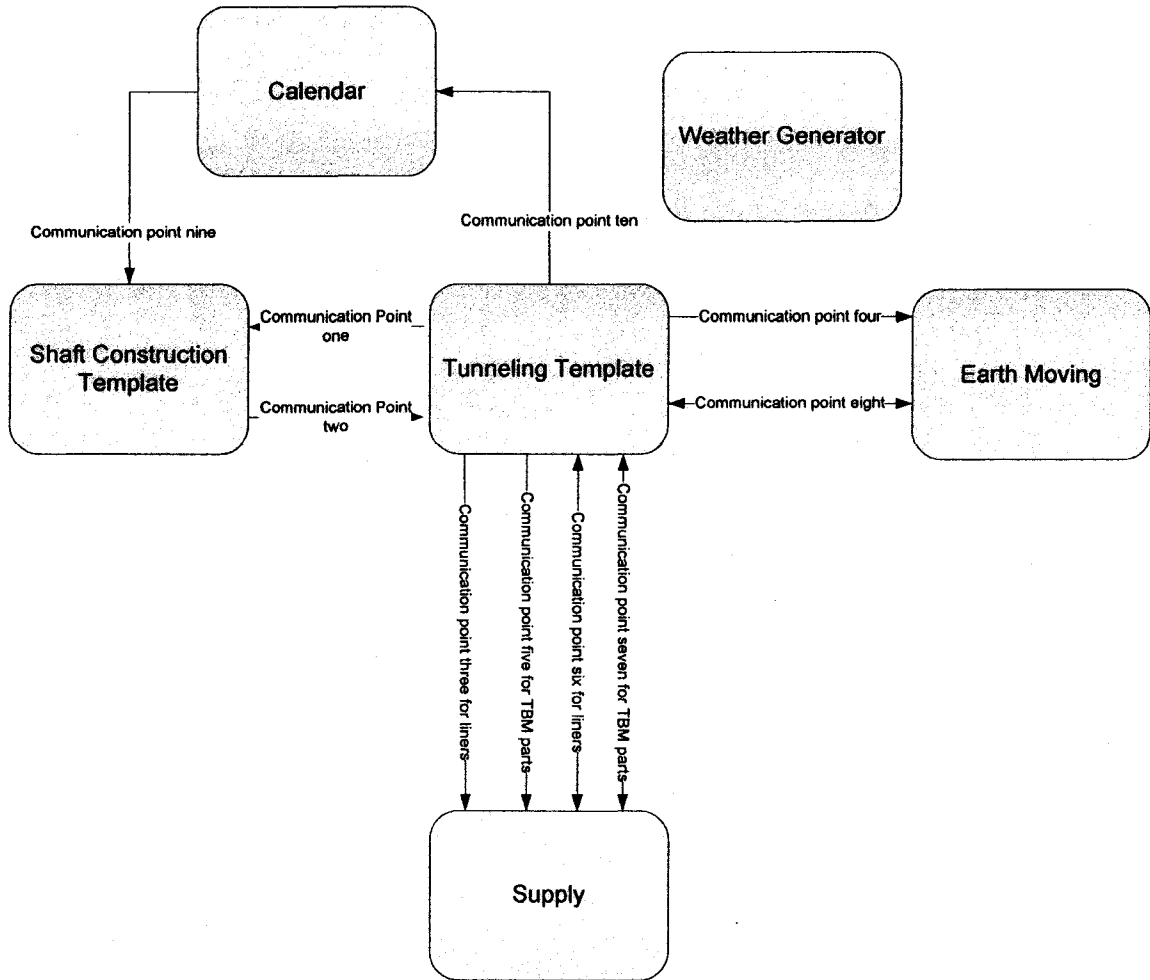 Calendar
Weather Generator
Communication point nine
Communication point ten
Shaft Construction
Template
Communication Point
one
Communication Point
two
Tunneling Template
Communication point four
Communication point eight
Earth Moving
Communication point three for liners
Communication point five for TBM parts
Communication point six for liners
Communication point seven for TBM parts
Supply